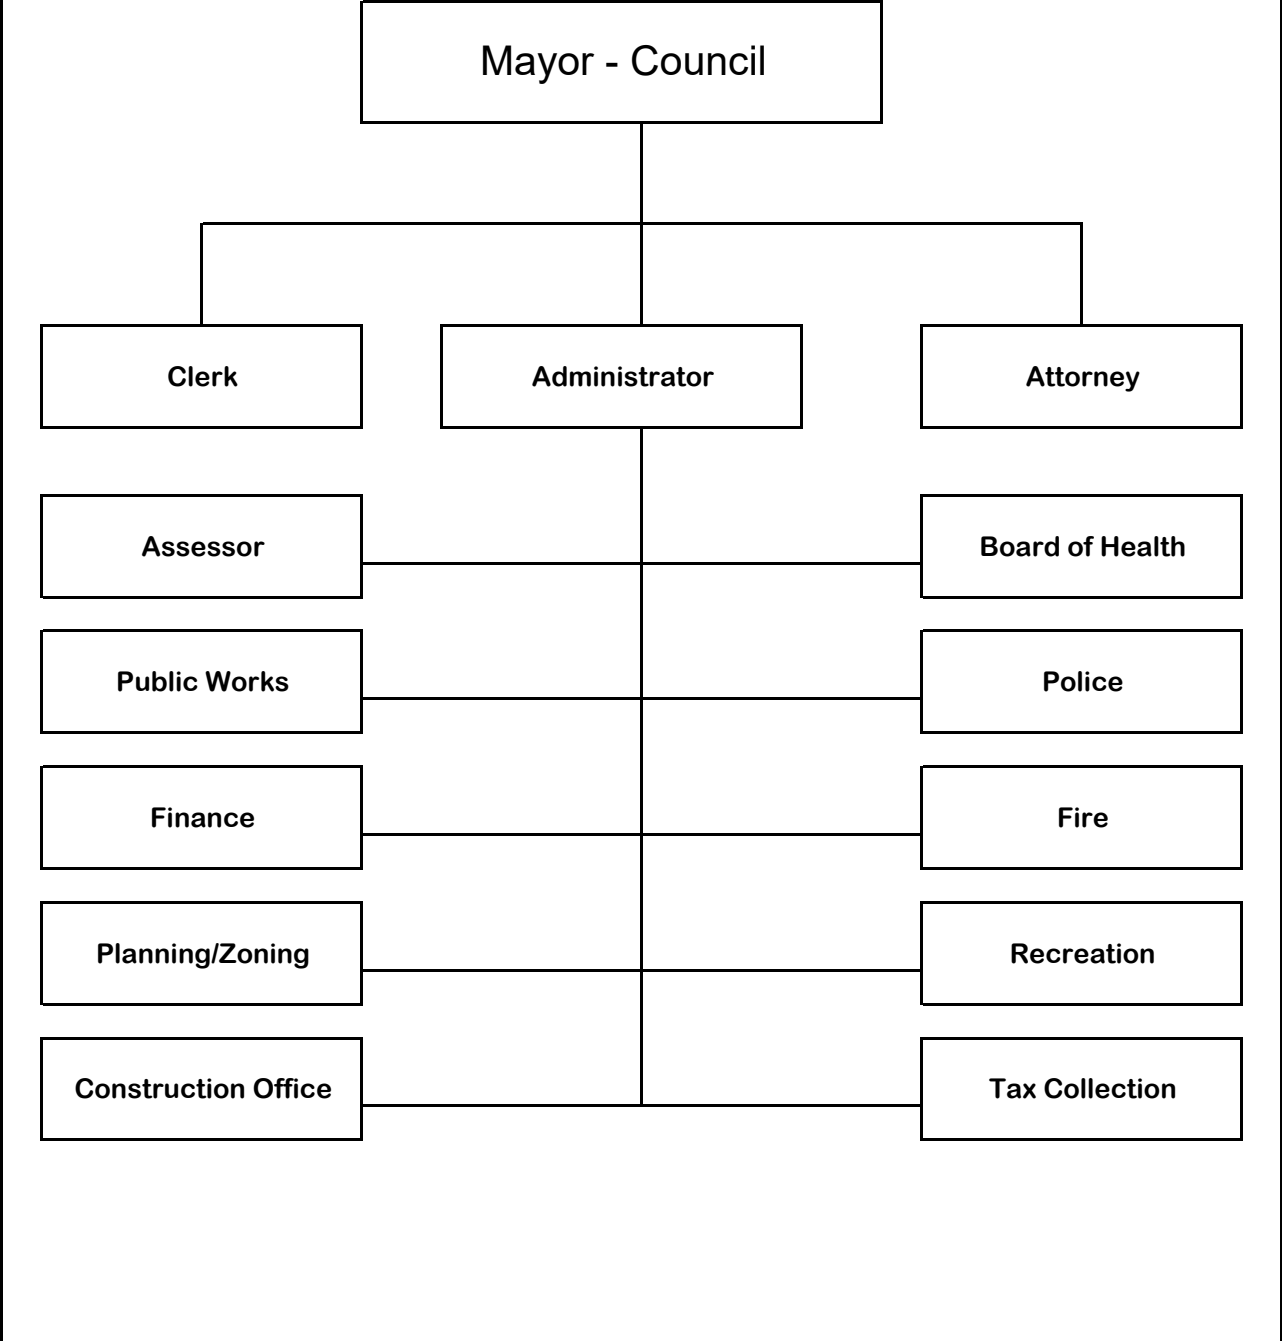 Mayor - Council
Clerk
Administrator
Attorney
Assessor
Board of Health
Public Works
Police
Finance
Fire
Planning/Zoning
Recreation
Construction Office
Tax Collection